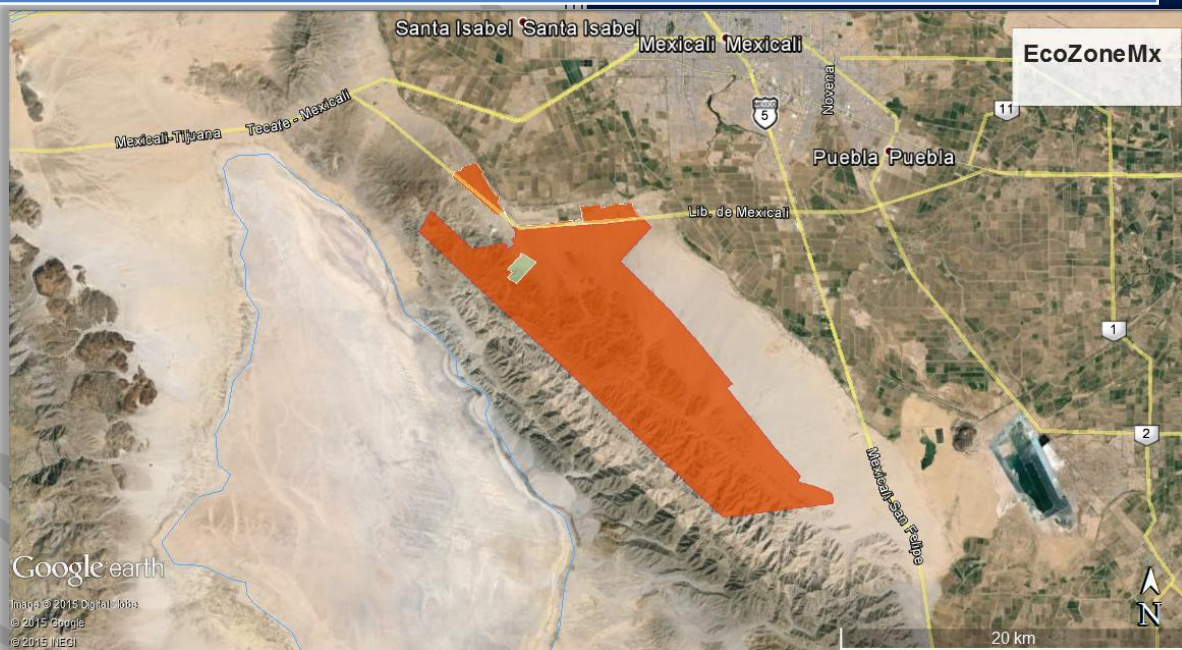 Santa Isabel Santa Isabel
Mexicali Mexicali
EcoZoneMx
Novena
MEXICO
5
11
Mexicali-Tijuana
Tecate - Mexicali
Puebla Puebla
Lib. de Mexicali
1
2
Mexicali-San Felipe
Google earth
Image © 2015 DigitalGlobe
© 2015 Google
© 2015 INEGI
N
20 km